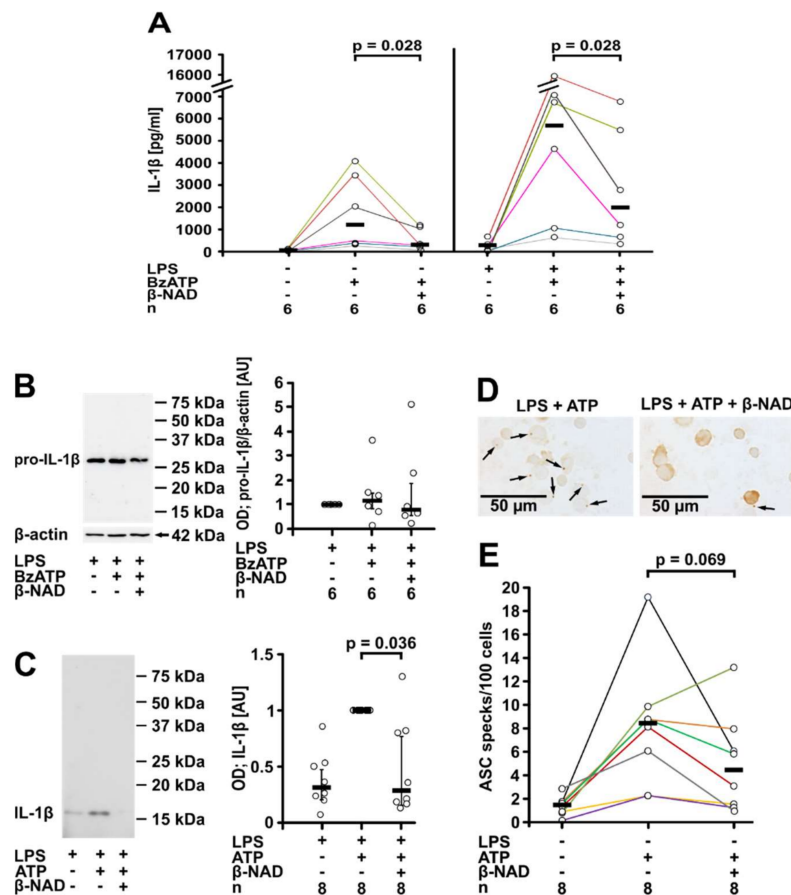 A
p = 0.028
p = 0.028
17000
16000
7000
6000
5000
4000
3000
2000
1000
0
IL-1β [pg/ml]
LPS - - - + + +
BzATP - + + - + +
β-NAD - - + - - +
n 6 6 6 6 6 6
B
75 kDa
50 kDa
37 kDa
pro-IL-1β
25 kDa
20 kDa
15 kDa
β-actin
42 kDa
LPS + + +
BzATP - + +
β-NAD - - +
OD; pro-IL-1β/β-actin [AU]
6
5
4
3
2
1
0
LPS + + +
BzATP - + +
β-NAD - - +
n 6 6 6
C
75 kDa
50 kDa
37 kDa
25 kDa
20 kDa
IL-1β
15 kDa
LPS + + +
ATP - + +
β-NAD - - +
p = 0.036
OD; IL-1β [AU]
1.5
1
0.5
0
LPS + + +
ATP - + +
β-NAD - - +
n 8 8 8
D
LPS + ATP
LPS + ATP + β-NAD
50 µm
50 µm
E
p = 0.069
ASC specks/100 cells
20
18
16
14
12
10
8
6
4
2
0
LPS - - -
ATP - + +
β-NAD - - +
n 8 8 8